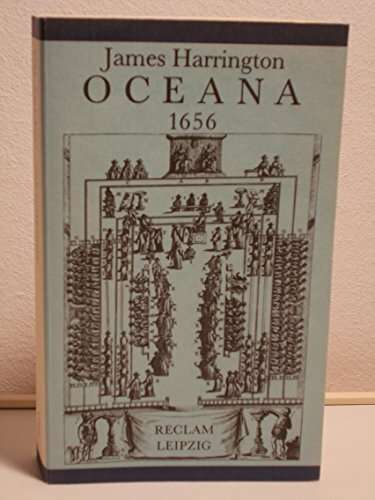 James Harrington
OCEANA
1656
RECLAM
LEIPZIG